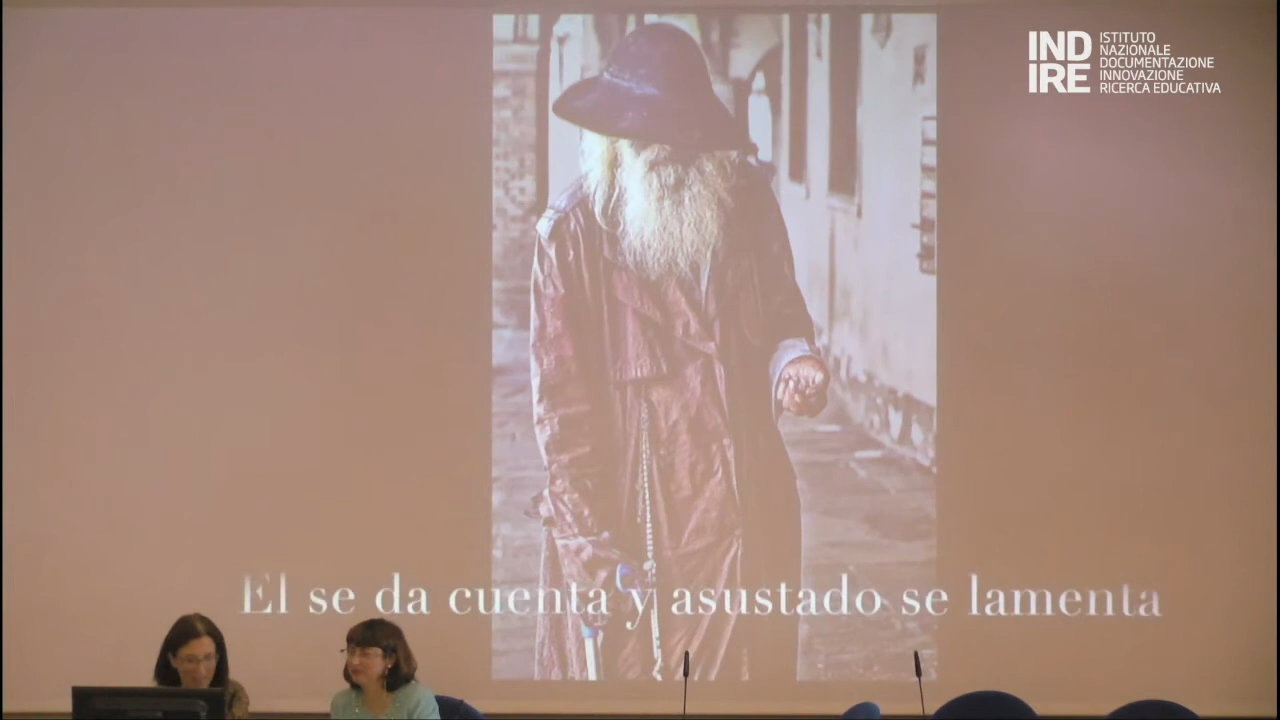 INDIRE
ISTITUTO
NAZIONALE
DOCUMENTAZIONE
INNOVAZIONE
RICERCA EDUCATIVA
El se da cuenta y asustado se lamenta